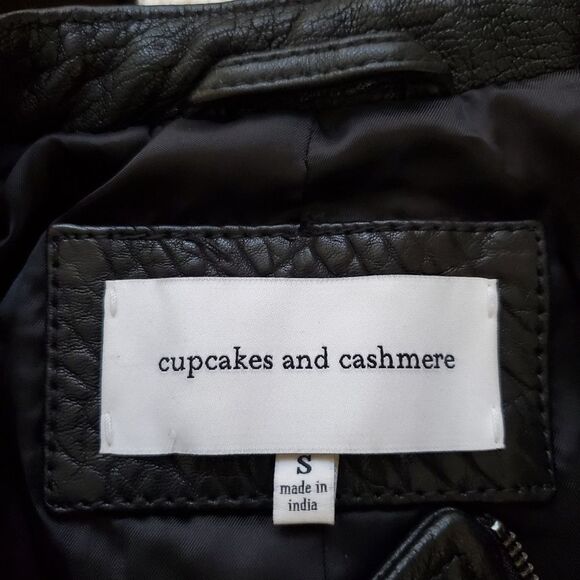 cupcakes and cashmere
S
made in
india